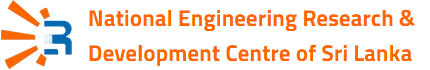 National Engineering Research &
Development Centre of Sri Lanka